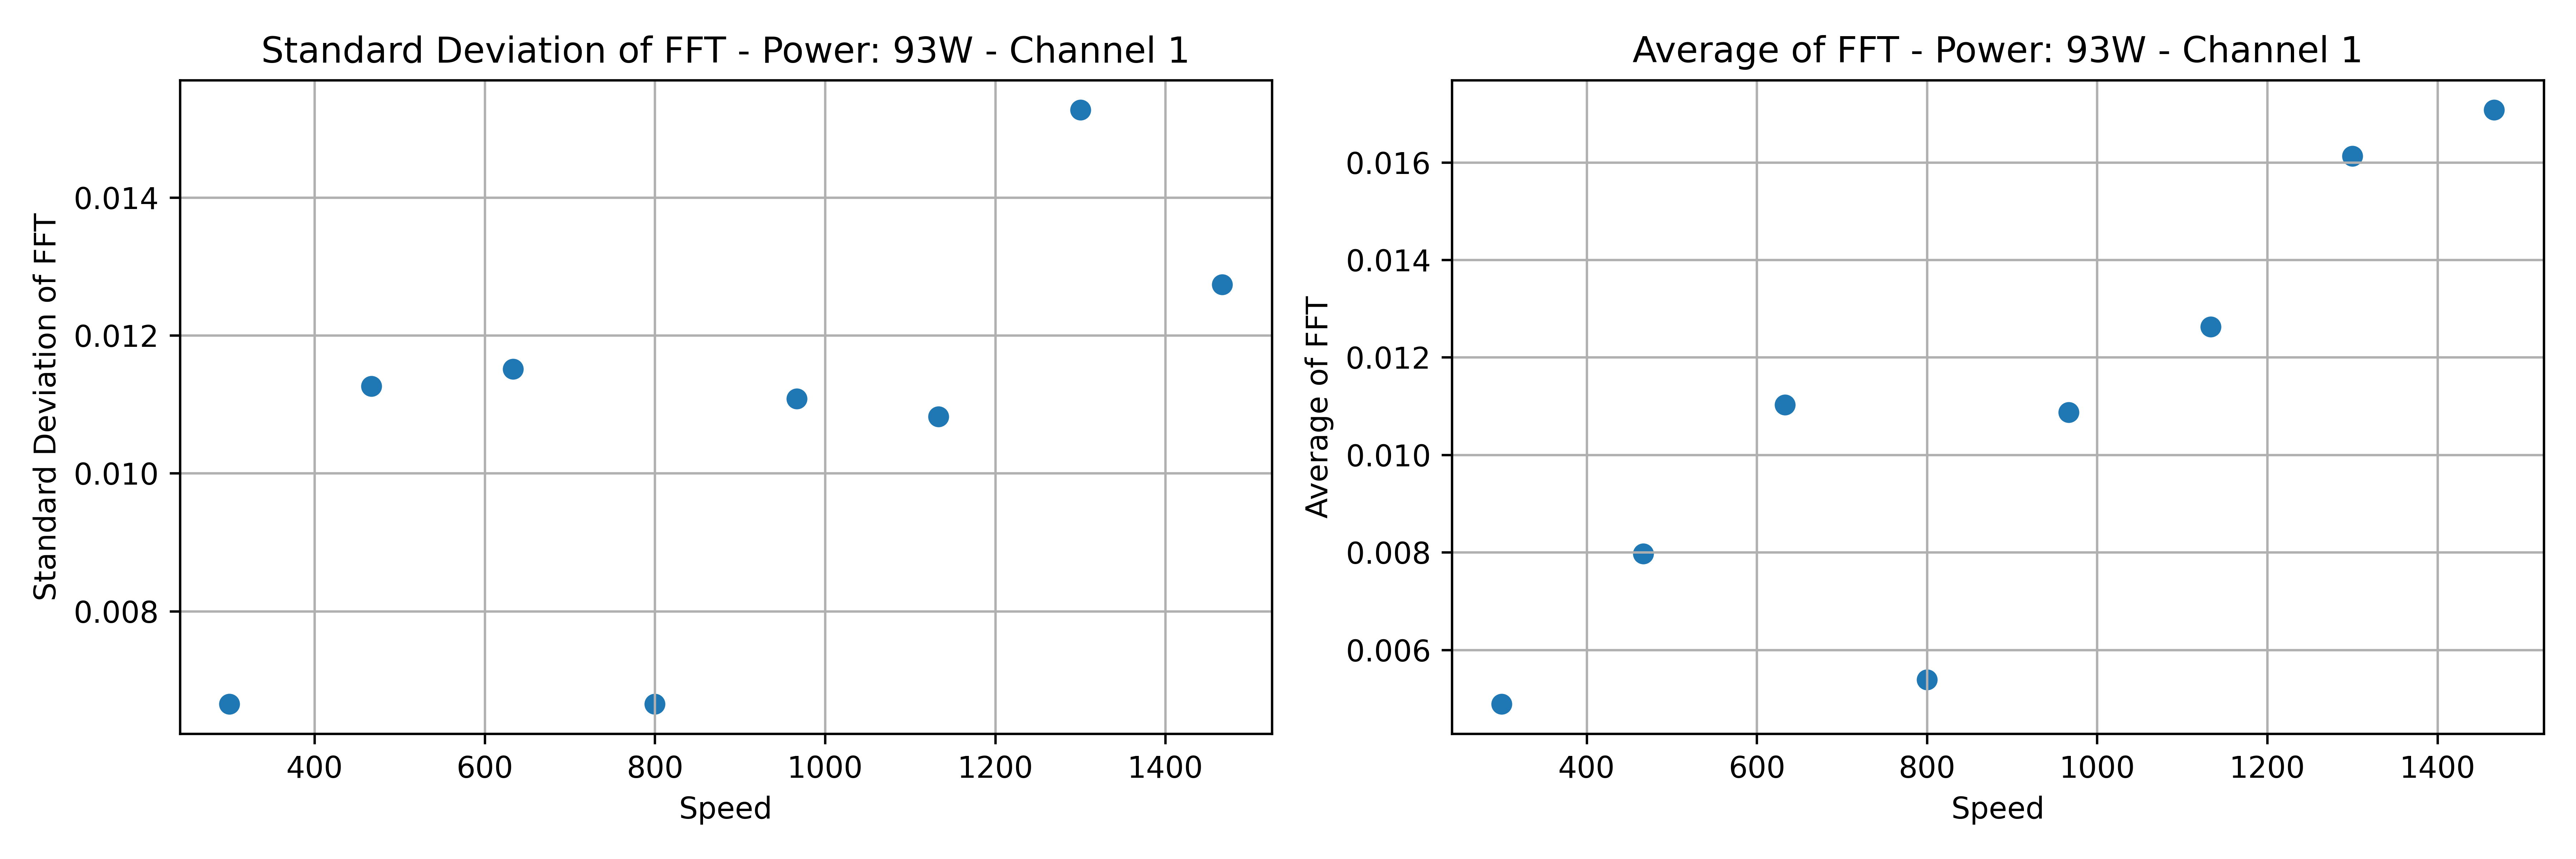 Standard Deviation of FFT - Power: 93W - Channel 1
Standard Deviation of FFT
0.014
0.012
0.010
0.008
400 600 800 1000 1200 1400
Speed
Average of FFT - Power: 93W - Channel 1
Average of FFT
0.016
0.014
0.012
0.010
0.008
0.006
400 600 800 1000 1200 1400
Speed